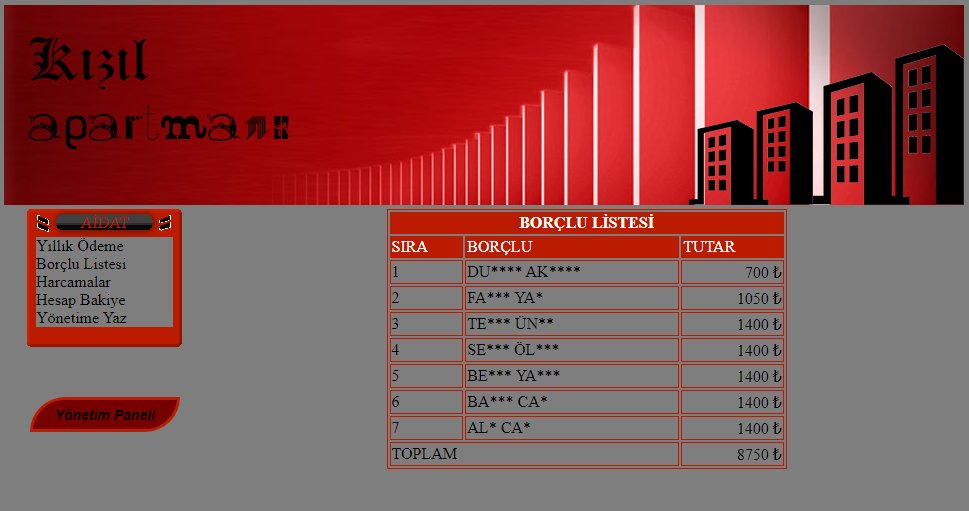 Kızıl
apartmanı
AIDAT
Yıllık Ödeme
Borçlu Listesi
Harcamalar
Hesap Bakiye
Yönetime Yaz
Yönetim Paneli
BORÇLU LİSTESİ
SIRA BORÇLU TUTAR
1 DU**** AK**** 700 ₺
2 FA*** YA* 1050 ₺
3 TE*** ÜN** 1400 ₺
4 SE*** ÖL*** 1400 ₺
5 BE*** YA*** 1400 ₺
6 BA*** CA* 1400 ₺
7 AL* CA* 1400 ₺
TOPLAM 8750 ₺